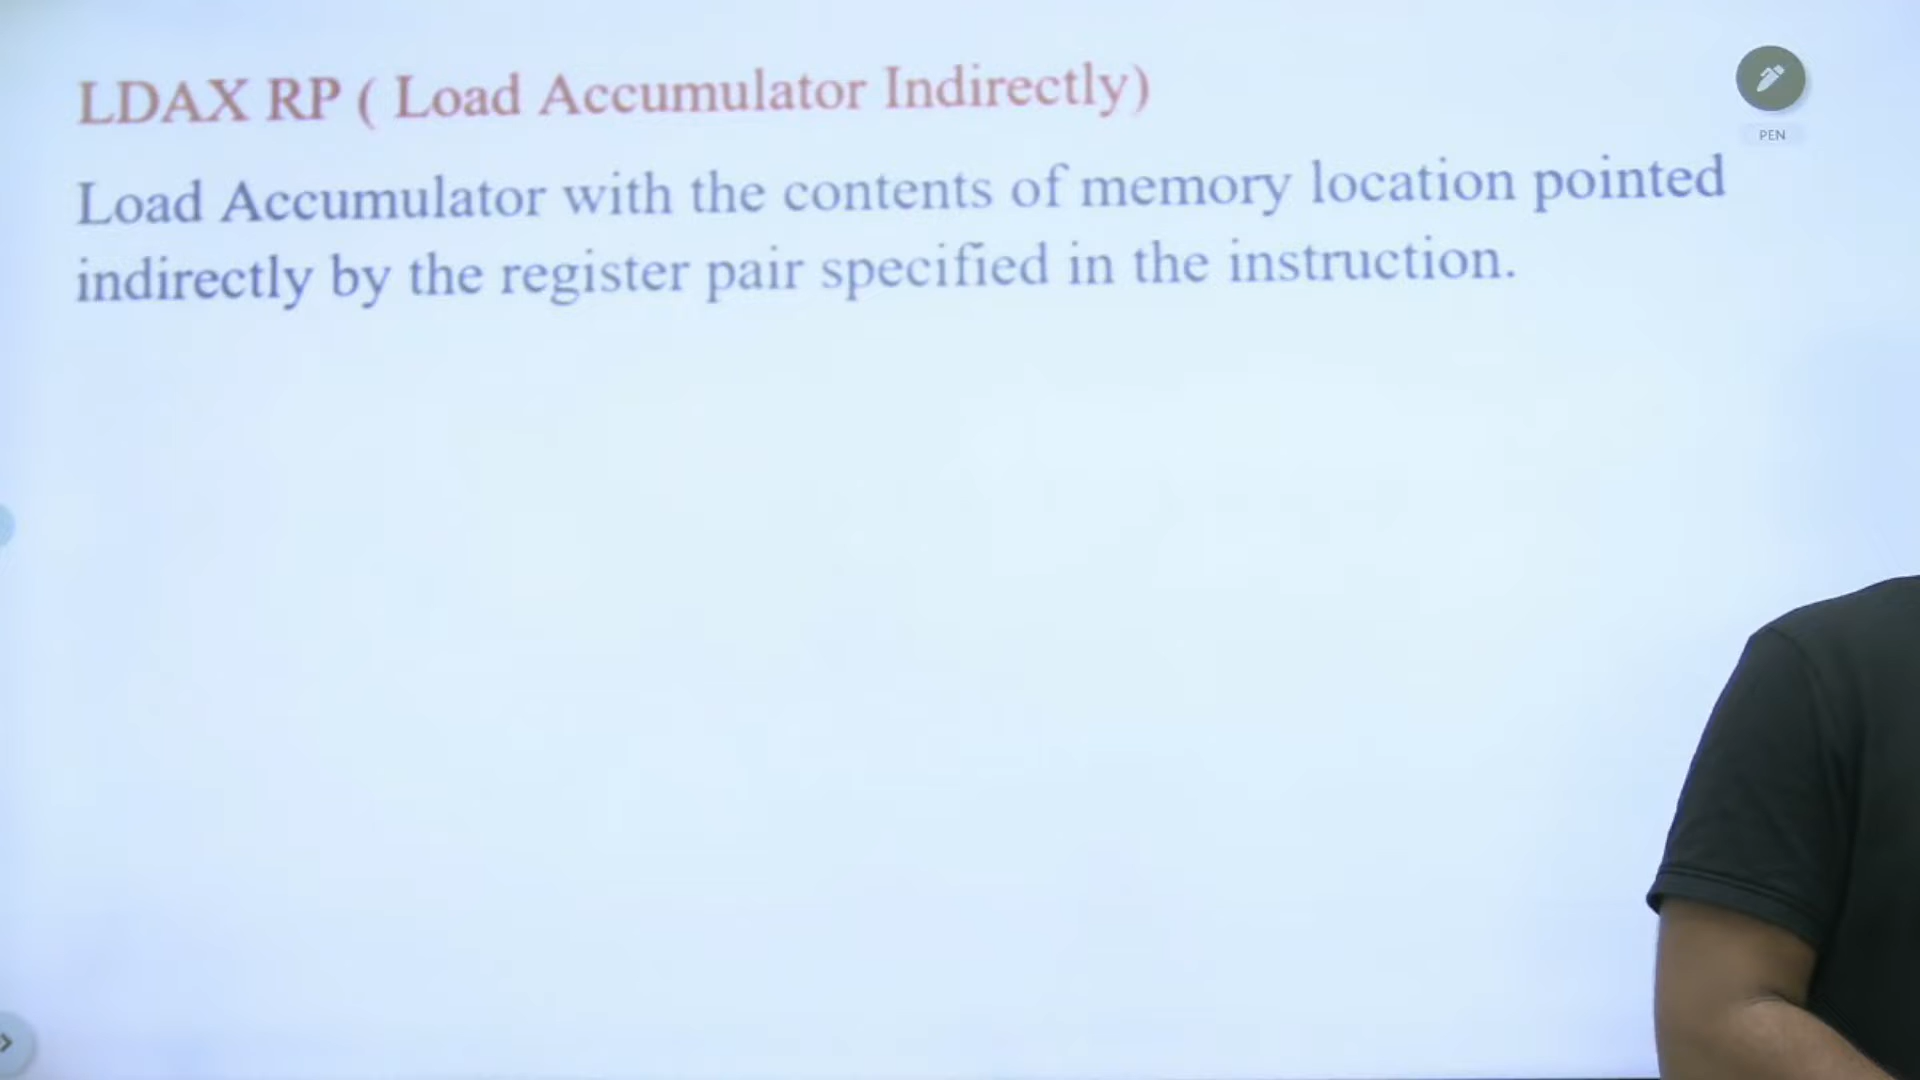 LDAX RP ( Load Accumulator Indirectly)
PEN
Load Accumulator with the contents of memory location pointed
indirectly by the register pair specified in the instruction.